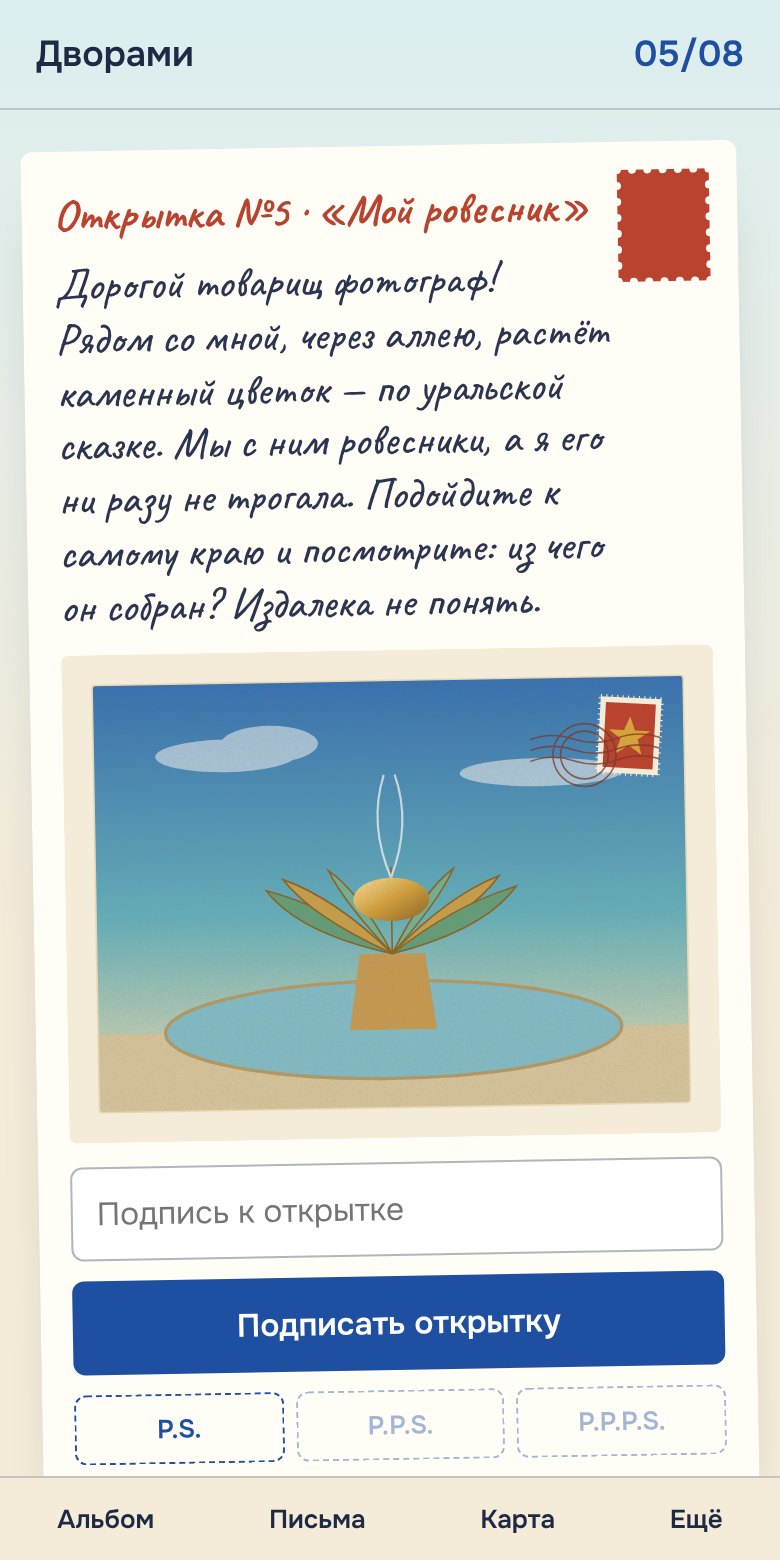 Дворами
05/08
Открытка №5 · «Мой ровесник»
Дорогой товарищ фотограф!
Рядом со мной, через аллею, растёт
каменный цветок — по уральской
сказке. Мы с ним ровесники, а я его
ни разу не трогала. Подойдите к
самому краю и посмотрите: из чего
он собран? Издалека не понять.
Подпись к открытке
Подписать открытку
P.S.
P.P.S.
P.P.P.S.
Альбом
Письма
Карта
Ещё